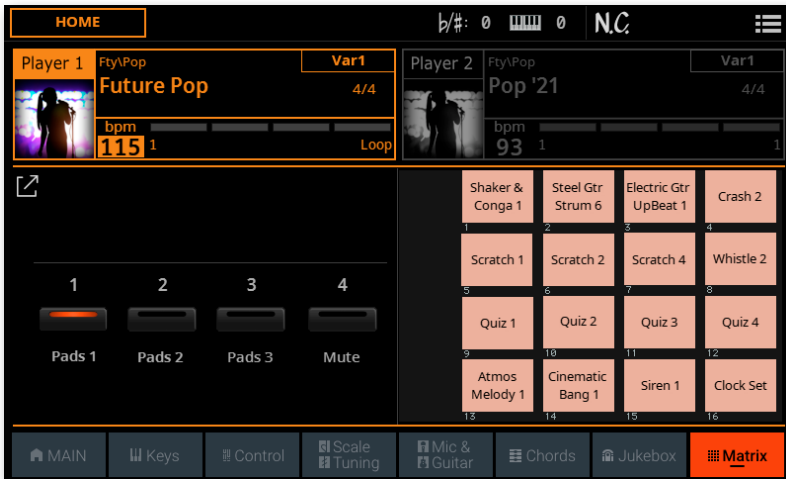 HOME
♭/♯: 0
0
N.C.
Player 1
Fty\Pop
Var1
Future Pop
4/4
bpm
115
1
Loop
Player 2
Fty\Pop
Var1
Pop '21
4/4
bpm
93
1
1
1
2
3
4
Pads 1
Pads 2
Pads 3
Mute
Shaker &
Conga 1
1
Steel Gtr
Strum 6
2
Electric Gtr
UpBeat 1
3
Crash 2
4
Scratch 1
5
Scratch 2
6
Scratch 4
7
Whistle 2
8
Quiz 1
9
Quiz 2
10
Quiz 3
11
Quiz 4
12
Atmos
Melody 1
13
Cinematic
Bang 1
14
Siren 1
15
Clock Set
16
MAIN
Keys
Control
Scale
Tuning
Mic &
Guitar
Chords
Jukebox
Matrix